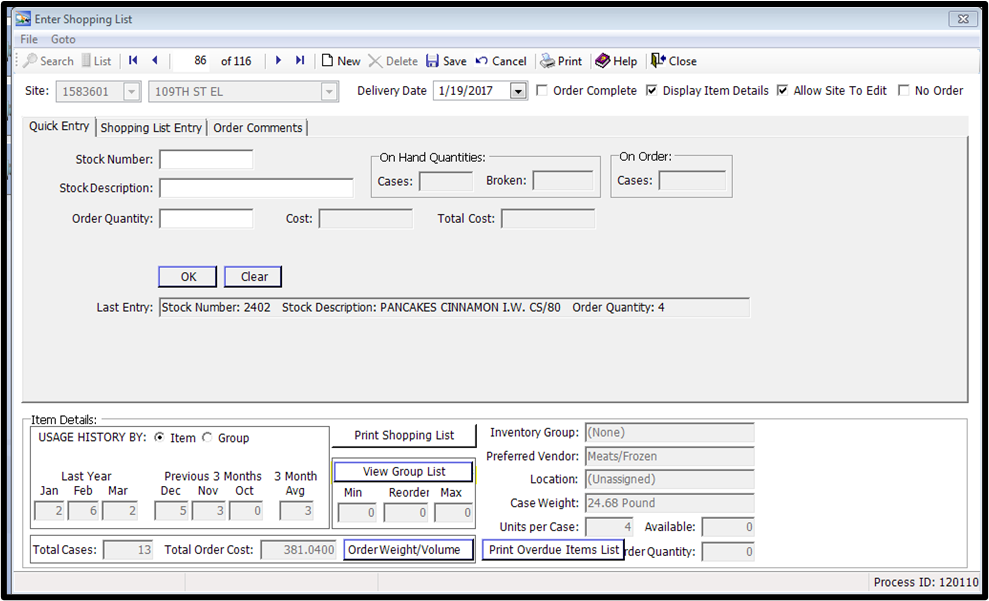 Enter Shopping List
File Goto
Search List 86 of 116 New Delete Save Cancel Print Help Close
Site: 1583601 109TH ST EL Delivery Date 1/19/2017 Order Complete Display Item Details Allow Site To Edit No Order
Quick Entry Shopping List Entry Order Comments
Stock Number: On Hand Quantities: On Order:
Cases: Broken: Cases:
Stock Description:
Order Quantity: Cost: Total Cost:
OK Clear
Last Entry: Stock Number: 2402 Stock Description: PANCAKES CINNAMON I.W. CS/80 Order Quantity: 4
Item Details:
USAGE HISTORY BY: Item Group
Last Year Previous 3 Months 3 Month
Jan Feb Mar Dec Nov Oct Avg
2 6 2 5 3 0 3
Print Shopping List
View Group List
Min Reorder Max
0 0 0
Inventory Group: (None)
Preferred Vendor: Meats/Frozen
Location: (Unassigned)
Case Weight: 24.68 Pound
Units per Case: 4 Available: 0
Total Cases: 13 Total Order Cost: 381.0400 Order Weight/Volume Print Overdue Items List rder Quantity: 0
Process ID: 120110